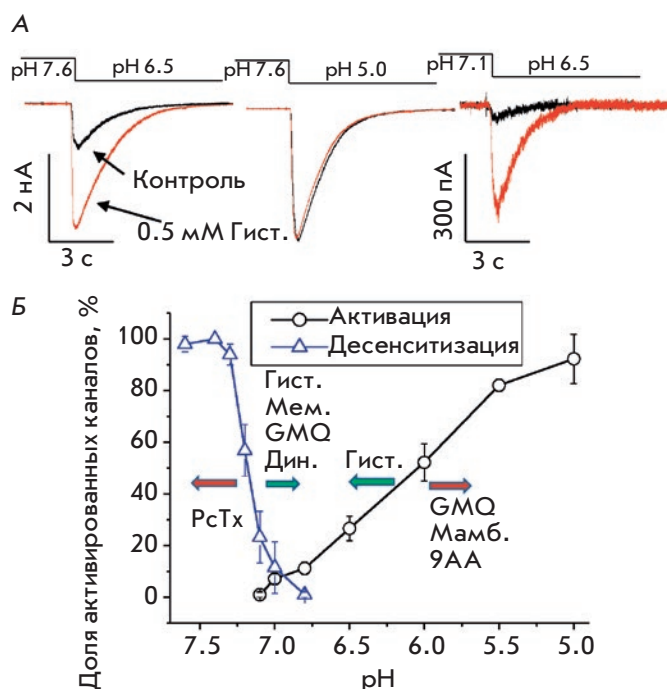 А
pH 7.6 pH 6.5 pH 7.6 pH 5.0 pH 7.1 pH 6.5
2 нА
Контроль
0.5 мМ Гист.
3 с
300 пА
3 с
Б
Доля активированных каналов, %
100
80
60
40
20
0
Активация
Десенситизация
Гист.
Мем.
GMQ
Дин.
PcTx
Гист.
GMQ
Мамб.
9AA
7.5 7.0 6.5 6.0 5.5 5.0
pH